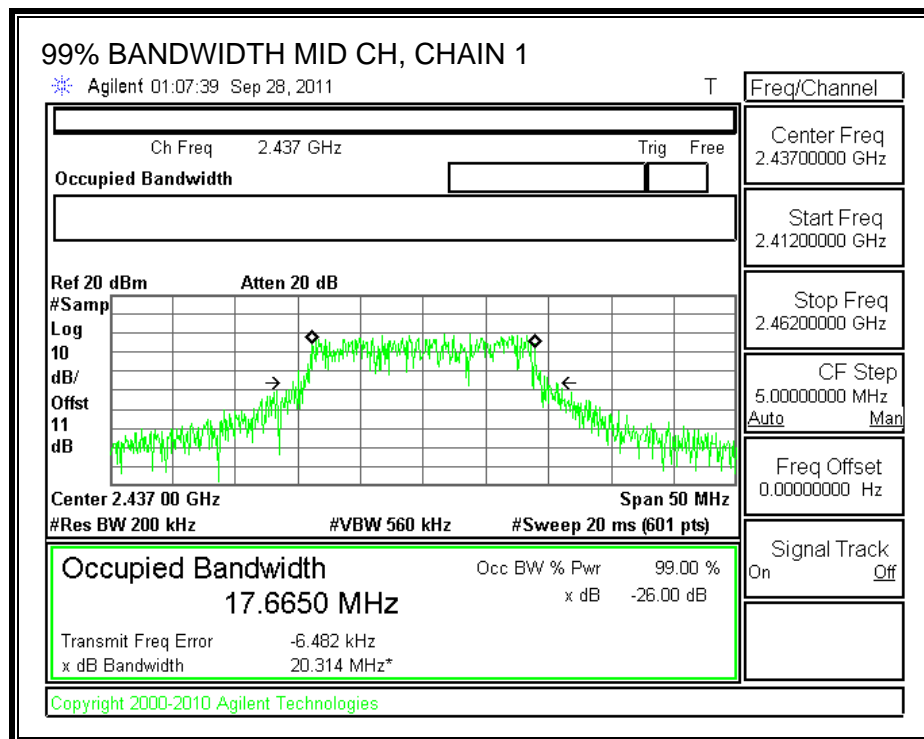 99% BANDWIDTH MID CH, CHAIN 1
Agilent 01:07:39 Sep 28, 2011 T
Freq/Channel
Ch Freq 2.437 GHz Trig Free
Occupied Bandwidth
Center Freq
2.43700000 GHz
Start Freq
2.41200000 GHz
Stop Freq
2.46200000 GHz
CF Step
5.00000000 MHz
Auto Man
Freq Offset
0.00000000 Hz
Signal Track
On Off
Ref 20 dBm Atten 20 dB
#Samp
Log
10
dB/
Offst
11
dB
Center 2.437 00 GHz Span 50 MHz
#Res BW 200 kHz #VBW 560 kHz #Sweep 20 ms (601 pts)
Occupied Bandwidth Occ BW % Pwr 99.00 %
17.6650 MHz x dB -26.00 dB
Transmit Freq Error -6.482 kHz
x dB Bandwidth 20.314 MHz*
Copyright 2000-2010 Agilent Technologies